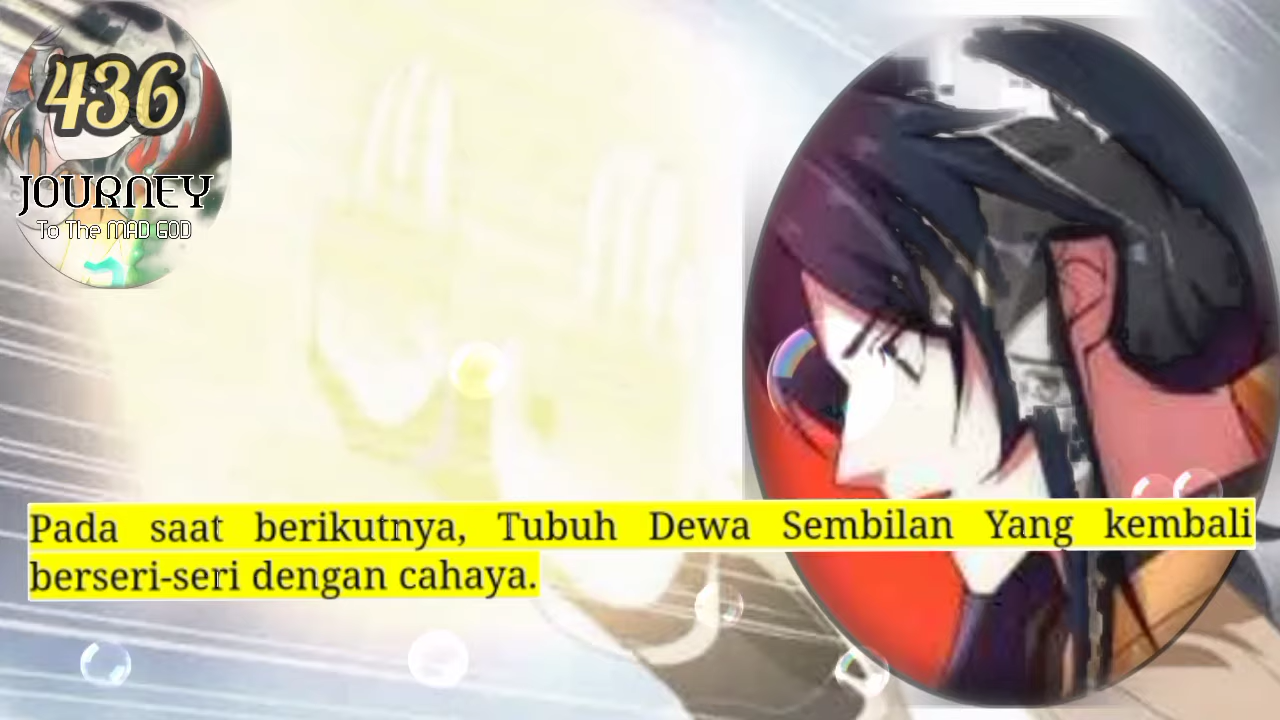 436
JOURNEY
To The MAD GOD
Pada saat berikutnya, Tubuh Dewa Sembilan Yang kembali
berseri-seri dengan cahaya.